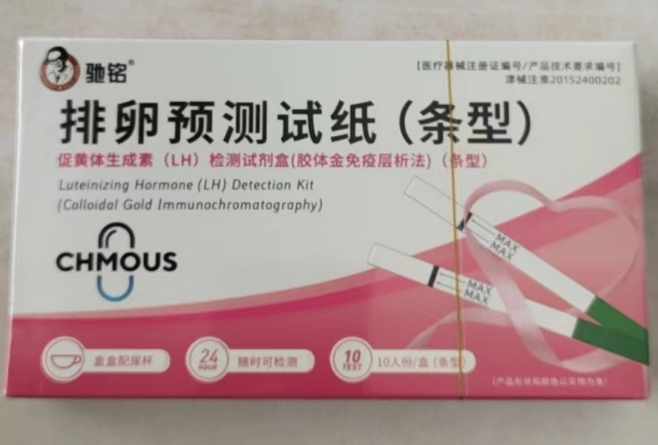 驰铭®
【医疗器械注册证编号/产品技术要求编号】
津械注准20152400202
排卵预测试纸（条型）
促黄体生成素（LH）检测试剂盒(胶体金免疫层析法)（条型）
Luteinizing Hormone (LH) Detection Kit
(Colloidal Gold Immunochromatography)
CHMOUS
MAX
MAX
MAX
MAX
盒盒配尿杯
24
HOUR
随时可检测
10
TEST
10人份/盒（条型）
(产品形状和颜色以实物为准)